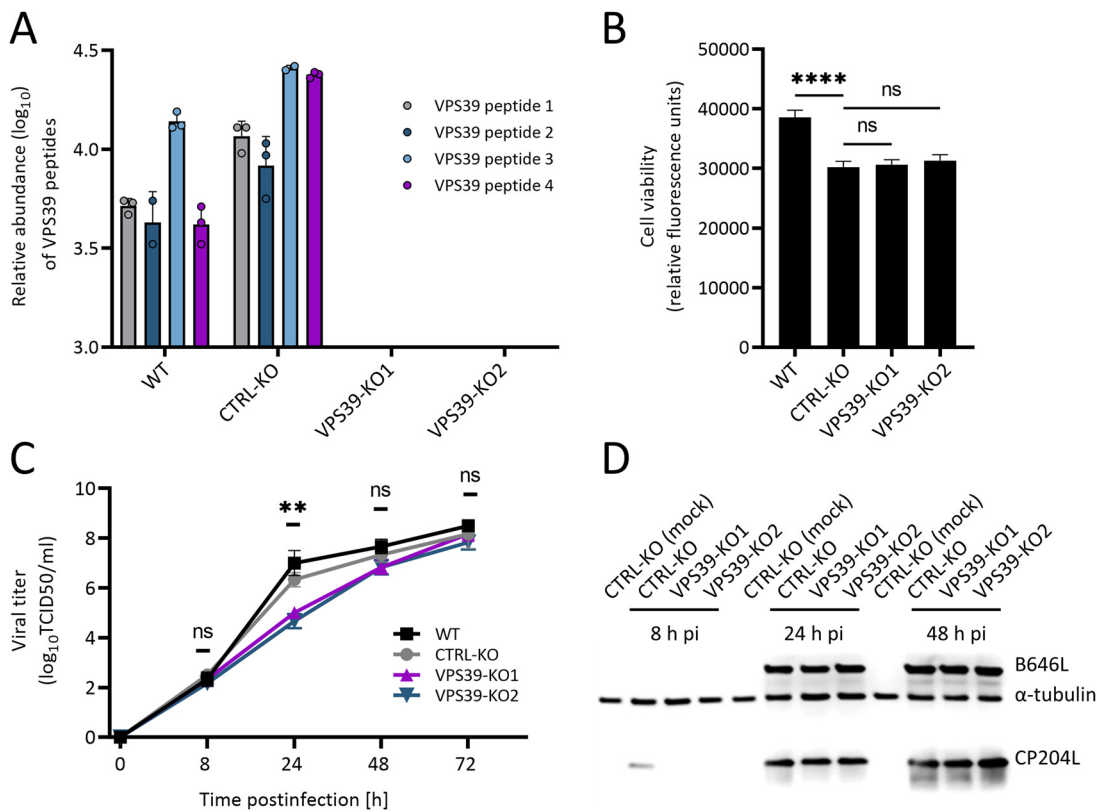 A
Relative abundance (log10)
of VPS39 peptides
4.5
4.0
3.5
3.0
VPS39 peptide 1
VPS39 peptide 2
VPS39 peptide 3
VPS39 peptide 4
WT
CTRL-KO
VPS39-KO1
VPS39-KO2
B
Cell viability
(relative fluorescence units)
50000
40000
30000
20000
10000
0
****
ns
ns
WT
CTRL-KO
VPS39-KO1
VPS39-KO2
C
Viral titer
(log10TCID50/ml)
10
8
6
4
2
0
ns
**
ns
ns
WT
CTRL-KO
VPS39-KO1
VPS39-KO2
0
8
24
48
72
Time postinfection [h]
D
CTRL-KO (mock)
CTRL-KO
VPS39-KO1
VPS39-KO2
CTRL-KO (mock)
CTRL-KO
VPS39-KO1
VPS39-KO2
CTRL-KO (mock)
CTRL-KO
VPS39-KO1
VPS39-KO2
8 h pi
24 h pi
48 h pi
B646L
α-tubulin
CP204L